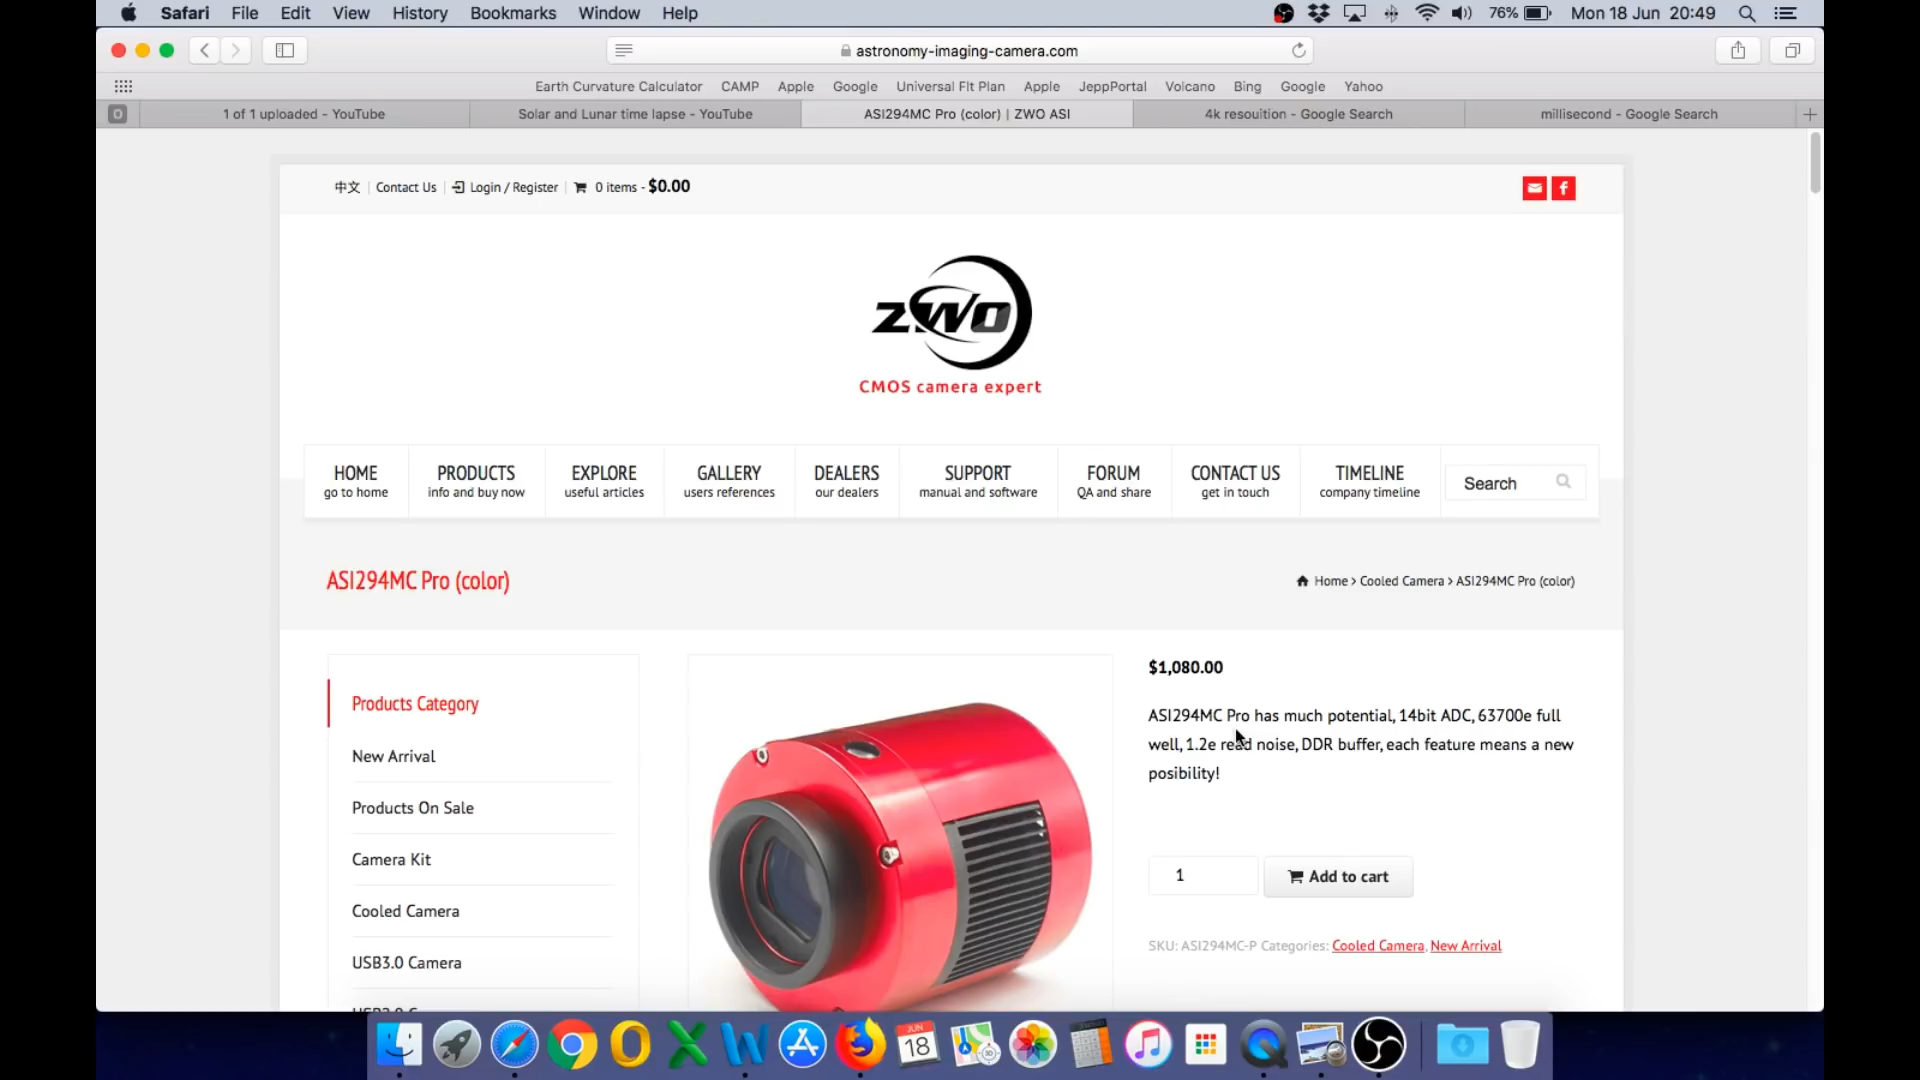 Safari File Edit View History Bookmarks Window Help 76% Mon 18 Jun 20:49
astronomy-imaging-camera.com
Earth Curvature Calculator CAMP Apple Google Universal Flt Plan Apple JeppPortal Volcano Bing Google Yahoo
O 1 of 1 uploaded - YouTube Solar and Lunar time lapse - YouTube ASI294MC Pro (color) | ZWO ASI 4k resouition - Google Search millisecond - Google Search
中文 | Contact Us | Login / Register | 0 items - $0.00
ZWO
CMOS camera expert
HOME PRODUCTS EXPLORE GALLERY DEALERS SUPPORT FORUM CONTACT US TIMELINE
go to home info and buy now useful articles users references our dealers manual and software QA and share get in touch company timeline
Search
ASI294MC Pro (color)
Home > Cooled Camera > ASI294MC Pro (color)
Products Category
New Arrival
Products On Sale
Camera Kit
Cooled Camera
USB3.0 Camera
$1,080.00
ASI294MC Pro has much potential, 14bit ADC, 63700e full
well, 1.2e read noise, DDR buffer, each feature means a new
posibility!
1
Add to cart
SKU: ASI294MC-P Categories: Cooled Camera, New Arrival
JUN
18